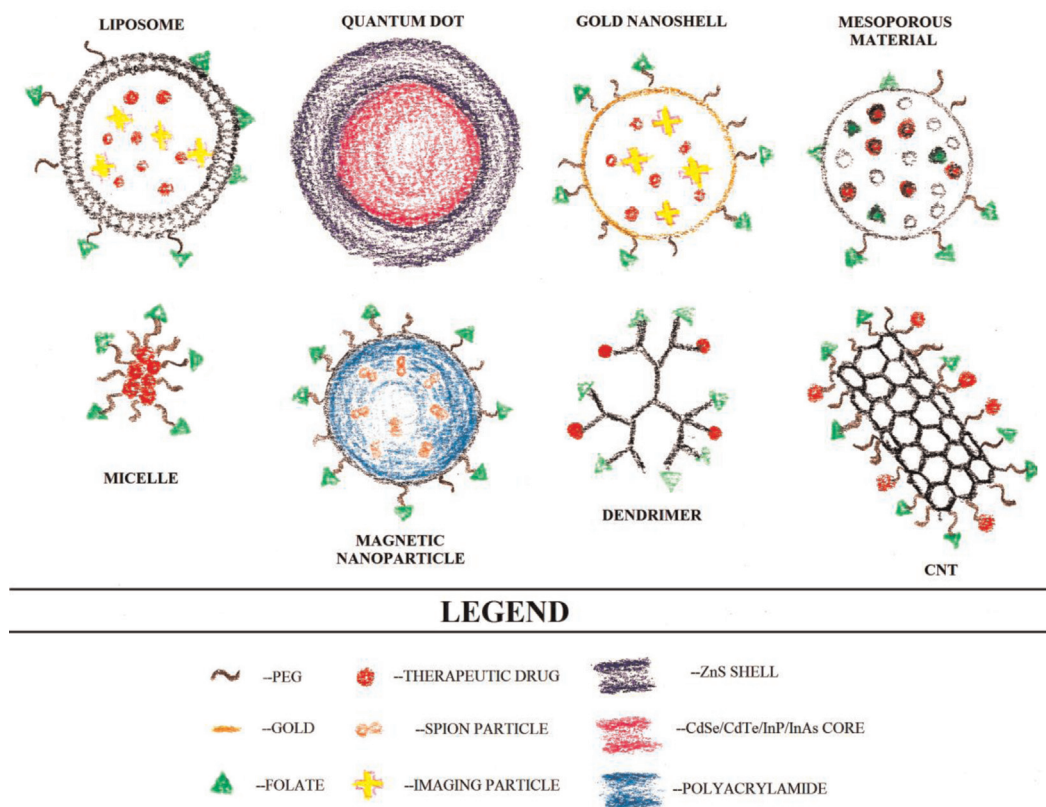 LIPOSOME
QUANTUM DOT
GOLD NANOSHELL
MESOPOROUS
MATERIAL
MICELLE
MAGNETIC
NANOPARTICLE
DENDRIMER
CNT
LEGEND
--PEG
--THERAPEUTIC DRUG
--ZnS SHELL
--GOLD
--SPION PARTICLE
--CdSe/CdTe/InP/InAs CORE
--FOLATE
--IMAGING PARTICLE
--POLYACRYLAMIDE